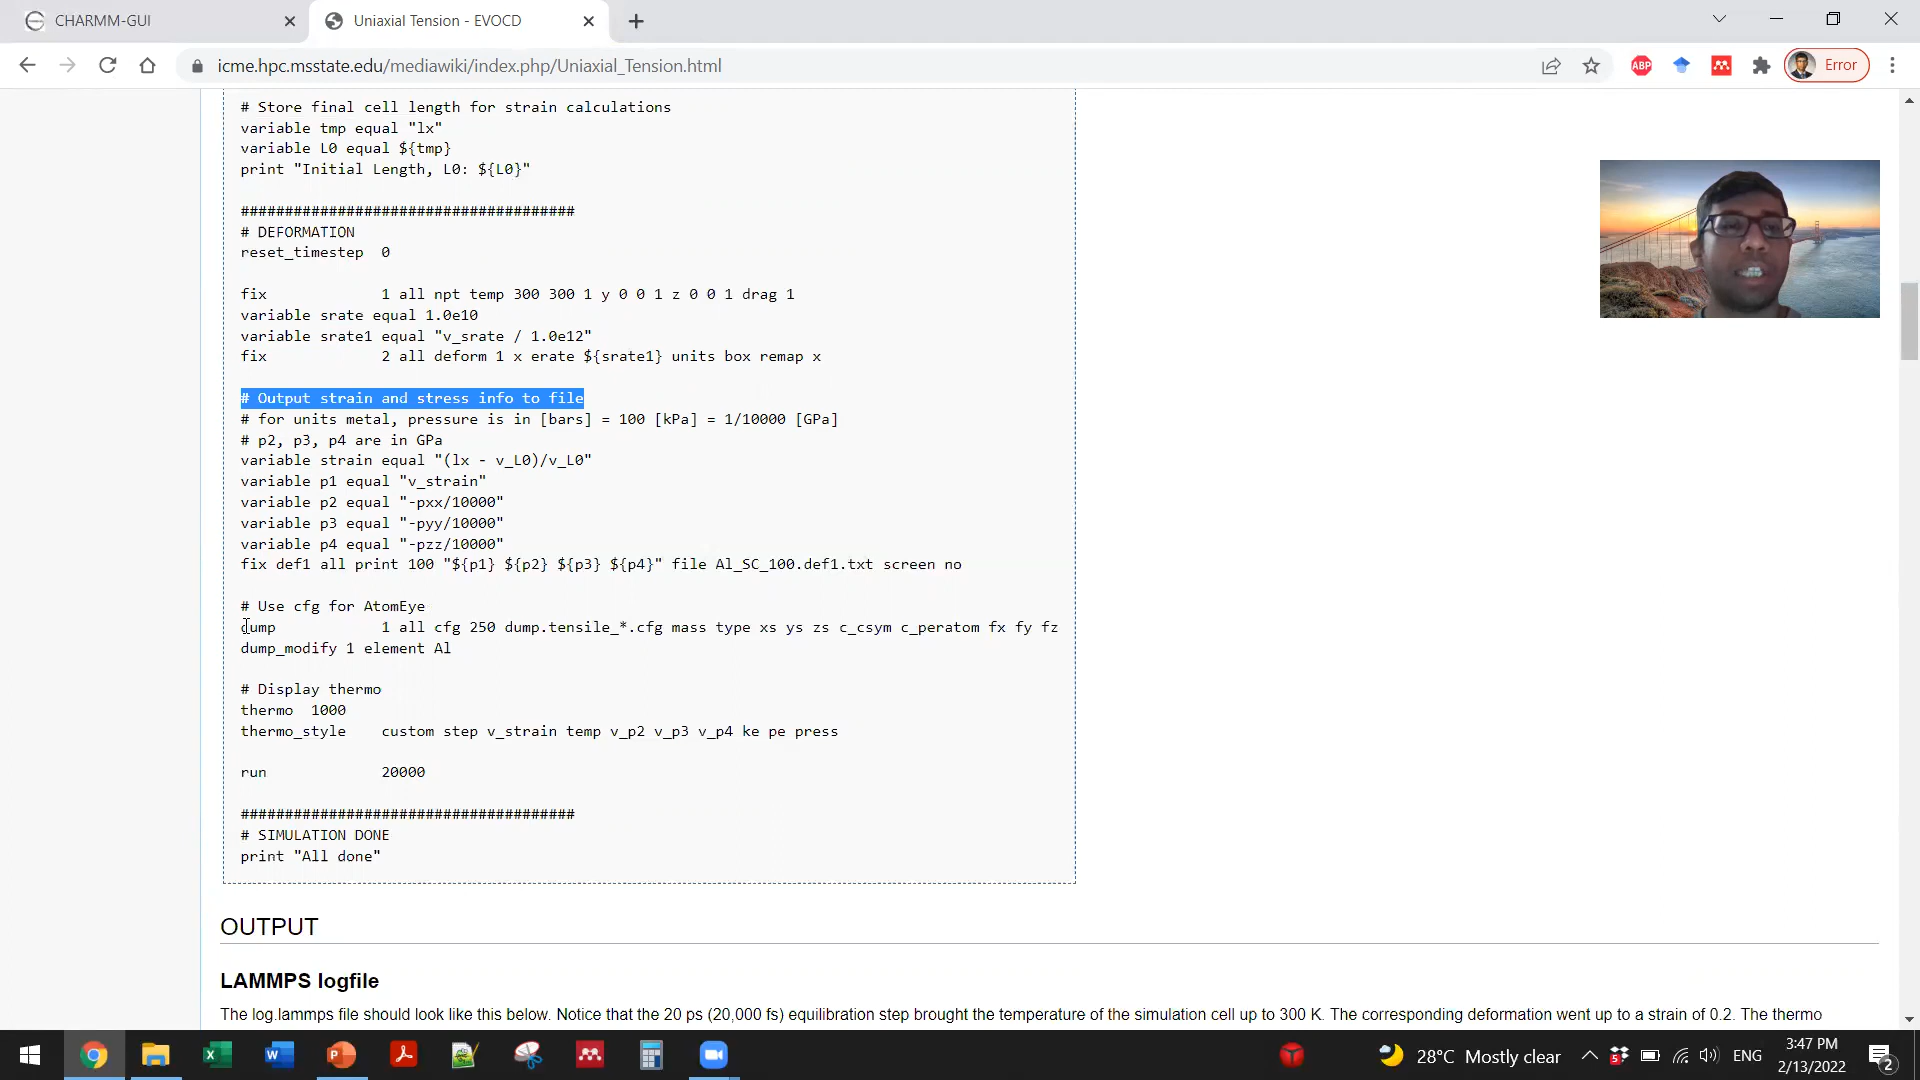 CHARMM-GUI
Uniaxial Tension - EVOCD
icme.hpc.msstate.edu/mediawiki/index.php/Uniaxial_Tension.html
ABP
Error
# Store final cell length for strain calculations
variable tmp equal "lx"
variable L0 equal ${tmp}
print "Initial Length, L0: ${L0}"
######################################
# DEFORMATION
reset_timestep 0
fix 1 all npt temp 300 300 1 y 0 0 1 z 0 0 1 drag 1
variable srate equal 1.0e10
variable srate1 equal "v_srate / 1.0e12"
fix 2 all deform 1 x erate ${srate1} units box remap x
# Output strain and stress info to file
# for units metal, pressure is in [bars] = 100 [kPa] = 1/10000 [GPa]
# p2, p3, p4 are in GPa
variable strain equal "(lx - v_L0)/v_L0"
variable p1 equal "v_strain"
variable p2 equal "-pxx/10000"
variable p3 equal "-pyy/10000"
variable p4 equal "-pzz/10000"
fix def1 all print 100 "${p1} ${p2} ${p3} ${p4}" file Al_SC_100.def1.txt screen no
# Use cfg for AtomEye
dump 1 all cfg 250 dump.tensile_*.cfg mass type xs ys zs c_csym c_peratom fx fy fz
dump_modify 1 element Al
# Display thermo
thermo 1000
thermo_style custom step v_strain temp v_p2 v_p3 v_p4 ke pe press
run 20000
######################################
# SIMULATION DONE
print "All done"
OUTPUT
LAMMPS logfile
The log.lammps file should look like this below. Notice that the 20 ps (20,000 fs) equilibration step brought the temperature of the simulation cell up to 300 K. The corresponding deformation went up to a strain of 0.2. The thermo
28°C Mostly clear
ENG
3:47 PM
2/13/2022
2